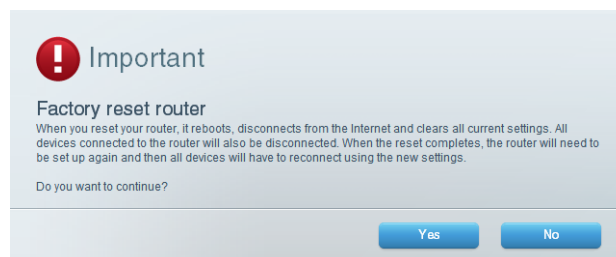 Important
Factory reset router
When you reset your router, it reboots, disconnects from the Internet and clears all current settings. All
devices connected to the router will also be disconnected. When the reset completes, the router will need to
be set up again and then all devices will have to reconnect using the new settings.
Do you want to continue?
Yes No